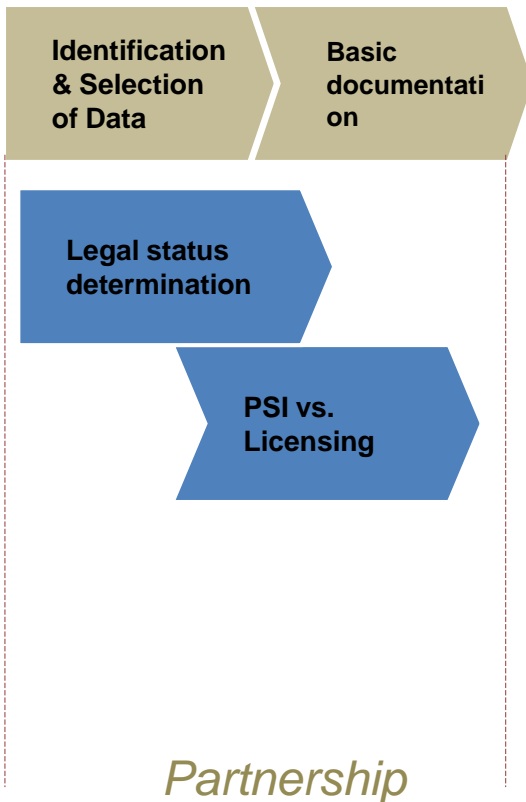 Identification
& Selection
of Data
Basic
documentati
on
Legal status
determination
PSI vs.
Licensing
Partnership